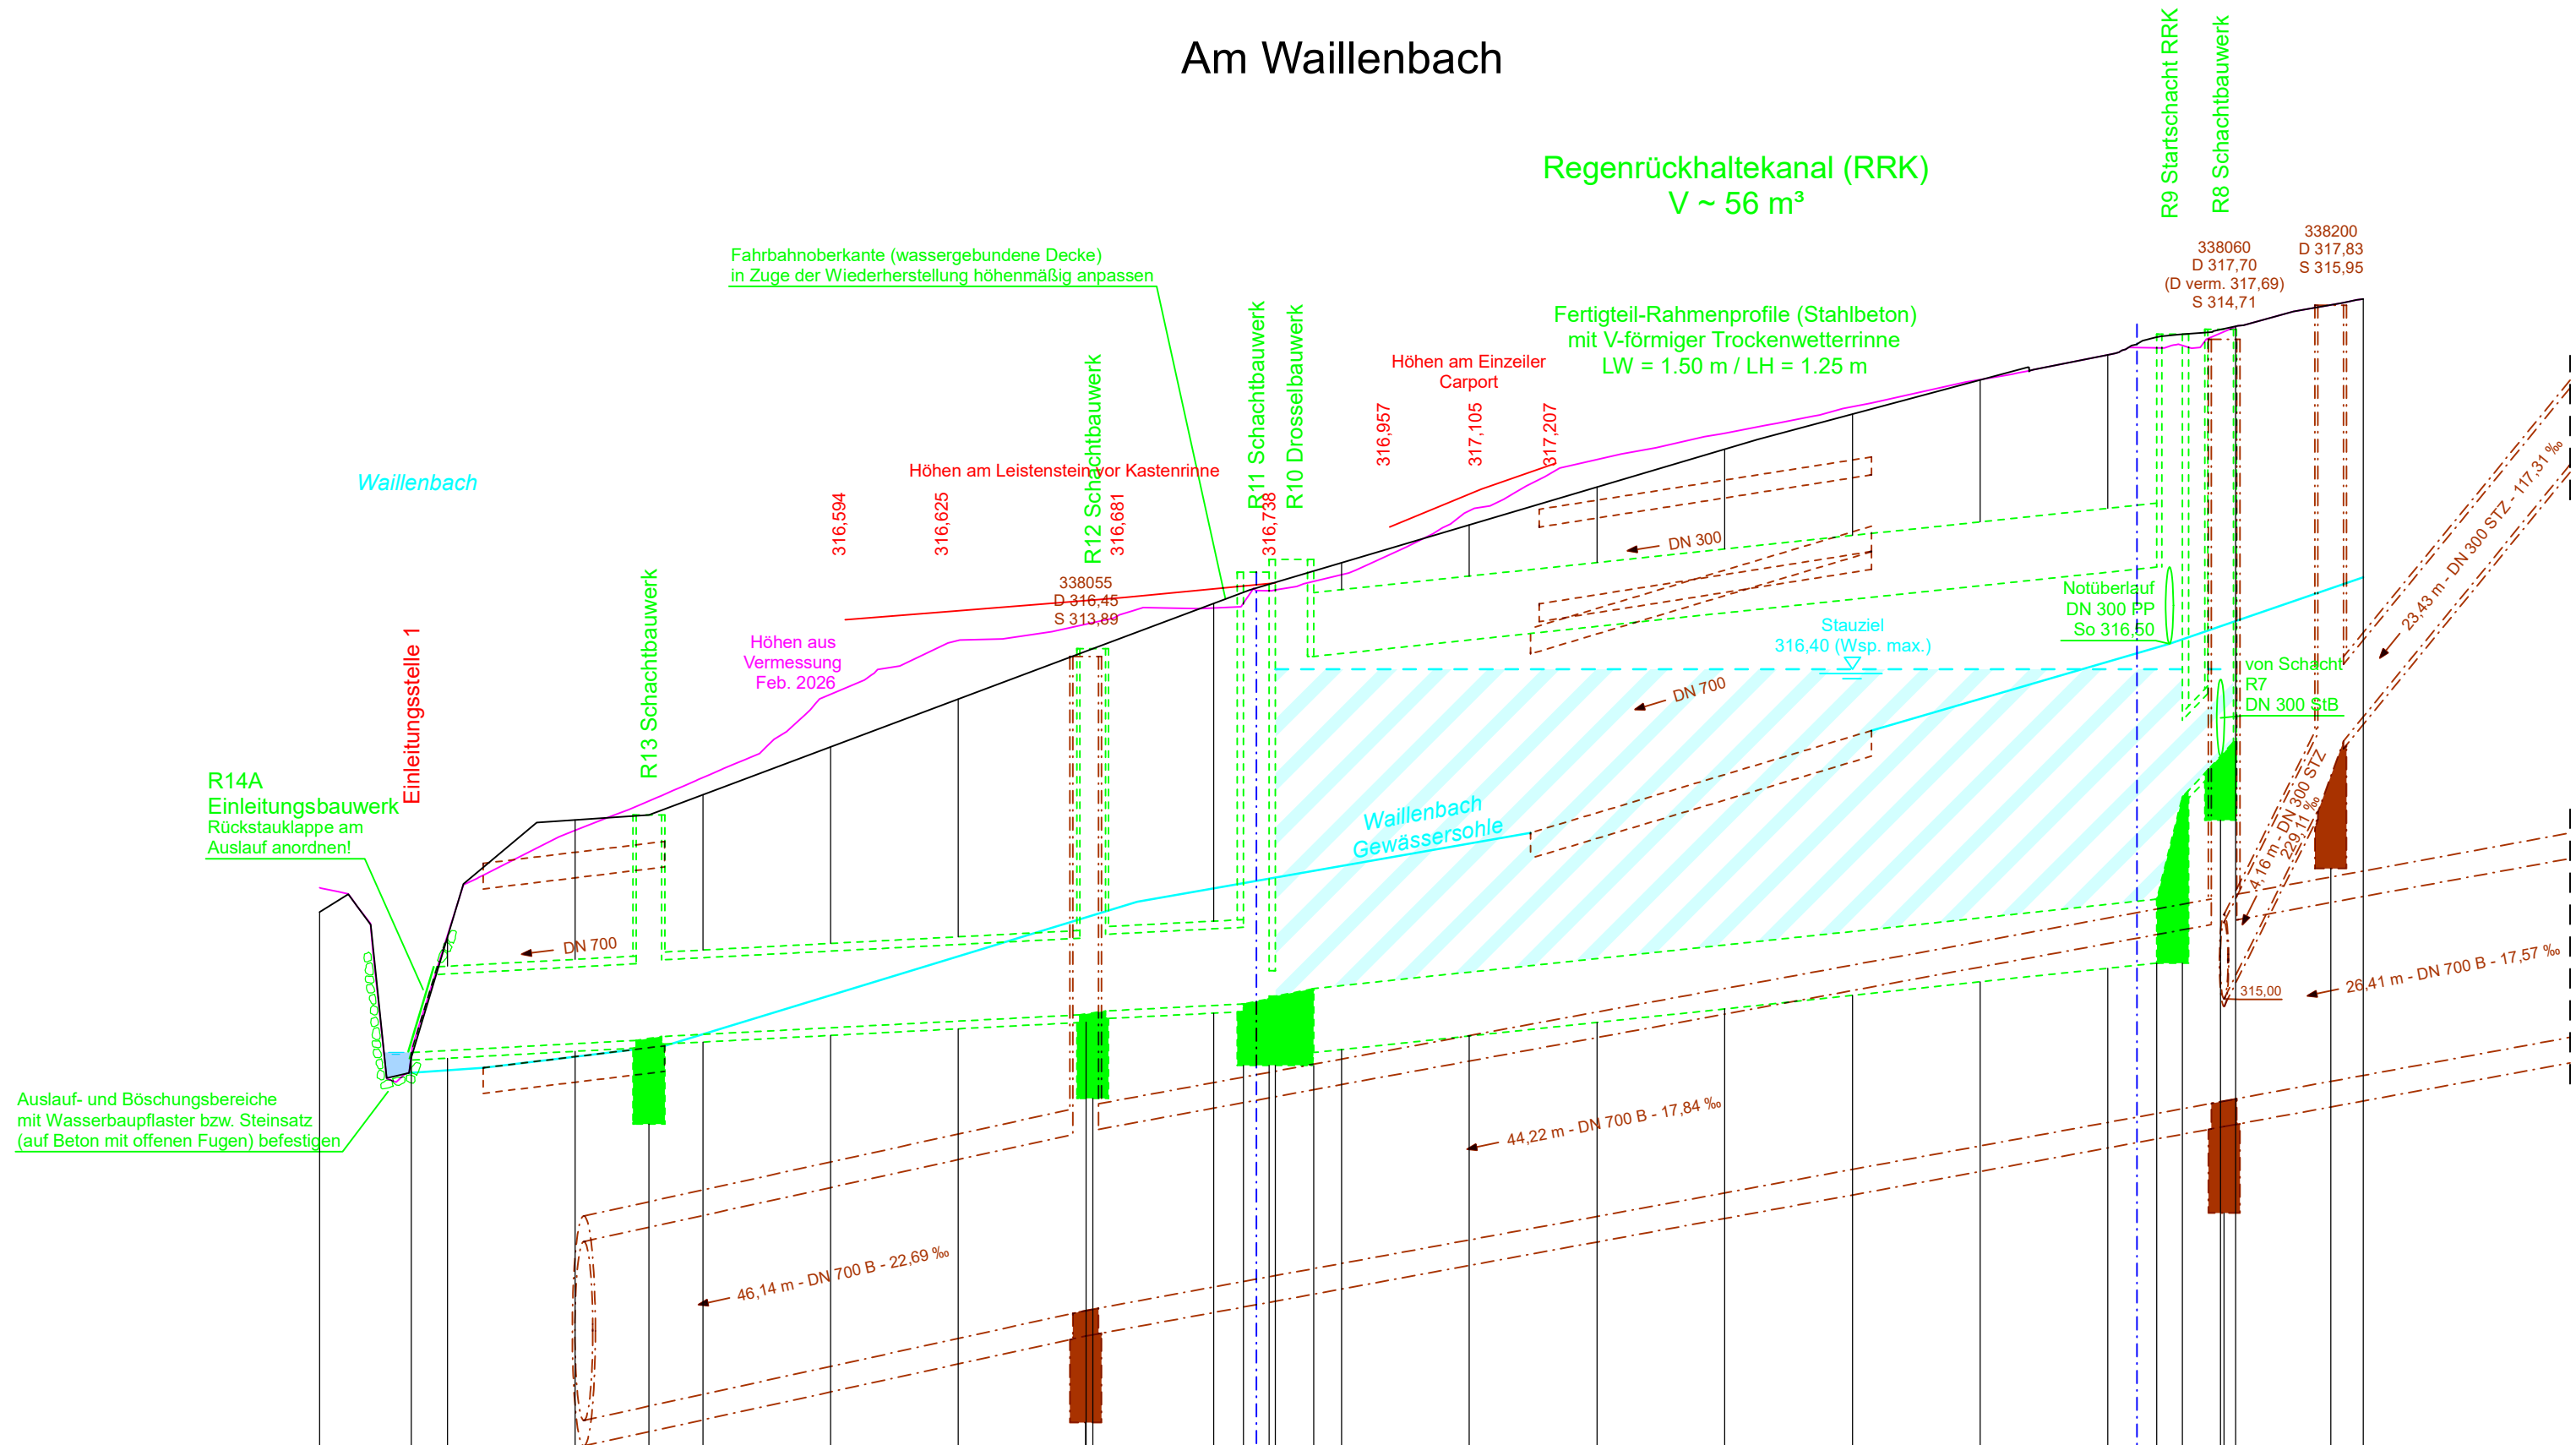 Am Waillenbach
R9 Startschacht RRK
R8 Schachtbauwerk
Regenrückhaltekanal (RRK)
V ~ 56 m³
338200
D 317,83
S 315,95
338060
D 317,70
(D verm. 317,69)
S 314,71
Fahrbahnoberkante (wassergebundene Decke)
in Zuge der Wiederherstellung höhenmäßig anpassen
R11 Schachtbauwerk
R10 Drosselbauwerk
Fertigteil-Rahmenprofile (Stahlbeton)
mit V-förmiger Trockenwetterrinne
LW = 1.50 m / LH = 1.25 m
R12 Schachtbauwerk
Höhen am Einzeiler
Carport
316,957
317,105
317,207
Waillenbach
Höhen am Leistenstein vor Kastenrinne
316,594
316,625
316,681
316,738
DN 300
23,43 m - DN 300 STZ - 117,31 ‰
338055
D 316,45
S 313,89
R13 Schachtbauwerk
Einleitungsstelle 1
Höhen aus
Vermessung
Feb. 2026
Notüberlauf
DN 300 PP
So 316,50
Stauziel
316,40 (Wsp. max.)
von Schacht
R7
DN 300 StB
DN 700
R14A
Einleitungsbauwerk
Rückstauklappe am
Auslauf anordnen!
Waillenbach
Gewässersohle
4,16 m - DN 300 STZ
229,11 ‰
DN 700
315,00
26,41 m - DN 700 B - 17,57 ‰
Auslauf- und Böschungsbereiche
mit Wasserbaupflaster bzw. Steinsatz
(auf Beton mit offenen Fugen) befestigen
44,22 m - DN 700 B - 17,84 ‰
46,14 m - DN 700 B - 22,69 ‰